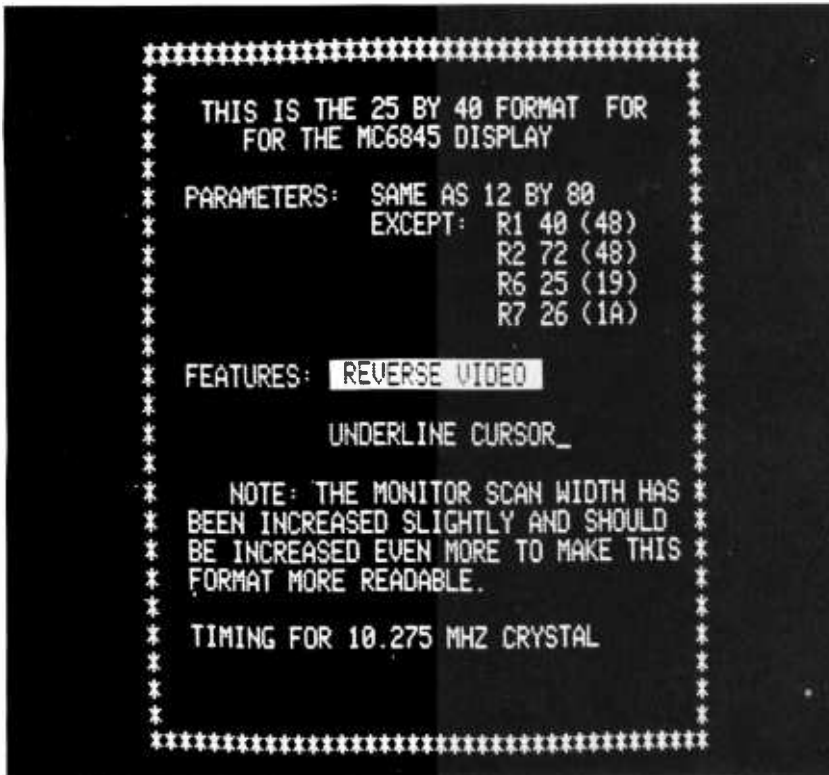 THIS IS THE 25 BY 40 FORMAT FOR
FOR THE MC6845 DISPLAY
PARAMETERS: SAME AS 12 BY 80
EXCEPT: R1 40 (48)
R2 72 (48)
R6 25 (19)
R7 26 (1A)
FEATURES: REVERSE VIDEO
UNDERLINE CURSOR_
NOTE: THE MONITOR SCAN WIDTH HAS
BEEN INCREASED SLIGHTLY AND SHOULD
BE INCREASED EVEN MORE TO MAKE THIS
FORMAT MORE READABLE.
TIMING FOR 10.275 MHZ CRYSTAL